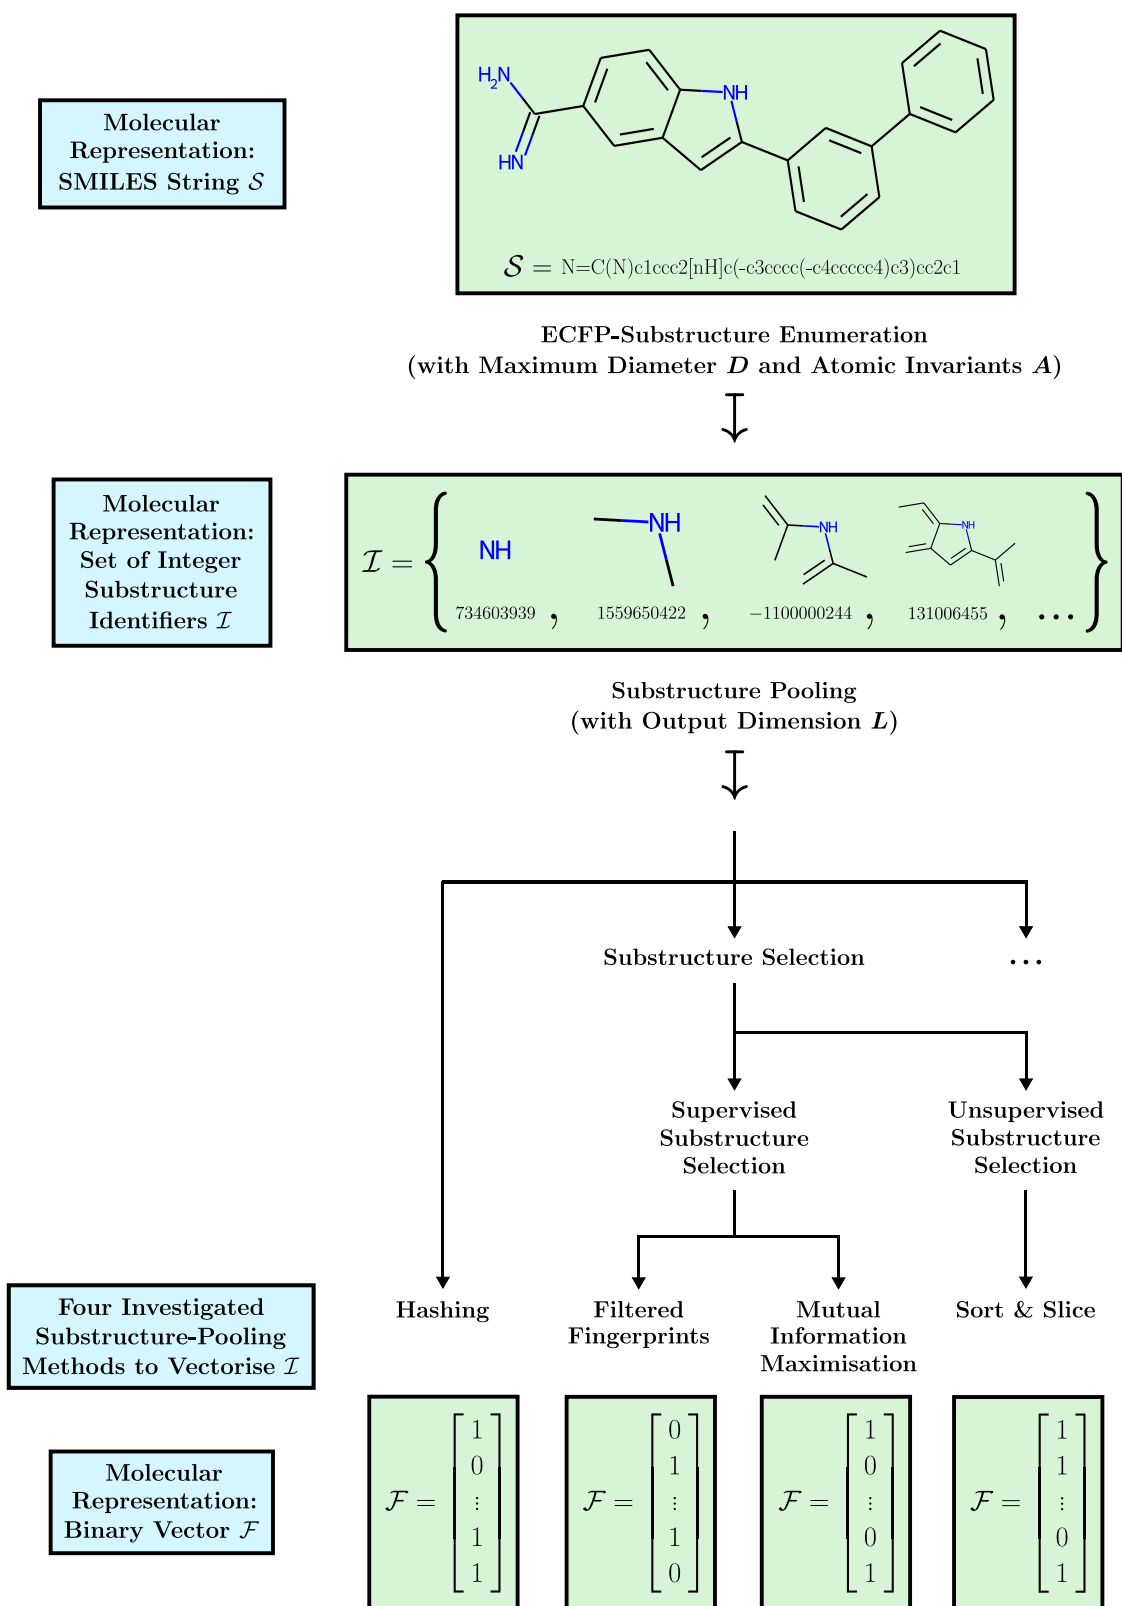 H₂N
HN
NH
Molecular
Representation:
SMILES String 𝒮
𝒮 = N=C(N)c1ccc2[nH]c(-c3cccc(-c4ccccc4)c3)cc2c1
ECFP-Substructure Enumeration
(with Maximum Diameter D and Atomic Invariants A)
Molecular
Representation:
Set of Integer
Substructure
Identifiers ℐ
ℐ = {
NH
NH
NH
NH
734603939 , 1559650422 , −1100000244 , 131006455 , ... }
Substructure Pooling
(with Output Dimension L)
Substructure Selection
...
Supervised
Substructure
Selection
Unsupervised
Substructure
Selection
Four Investigated
Substructure-Pooling
Methods to Vectorise ℐ
Hashing
Filtered
Fingerprints
Mutual
Information
Maximisation
Sort & Slice
Molecular
Representation:
Binary Vector ℱ
ℱ =
1
0
⋮
1
1
ℱ =
0
1
⋮
1
0
ℱ =
1
0
⋮
0
1
ℱ =
1
1
⋮
0
1